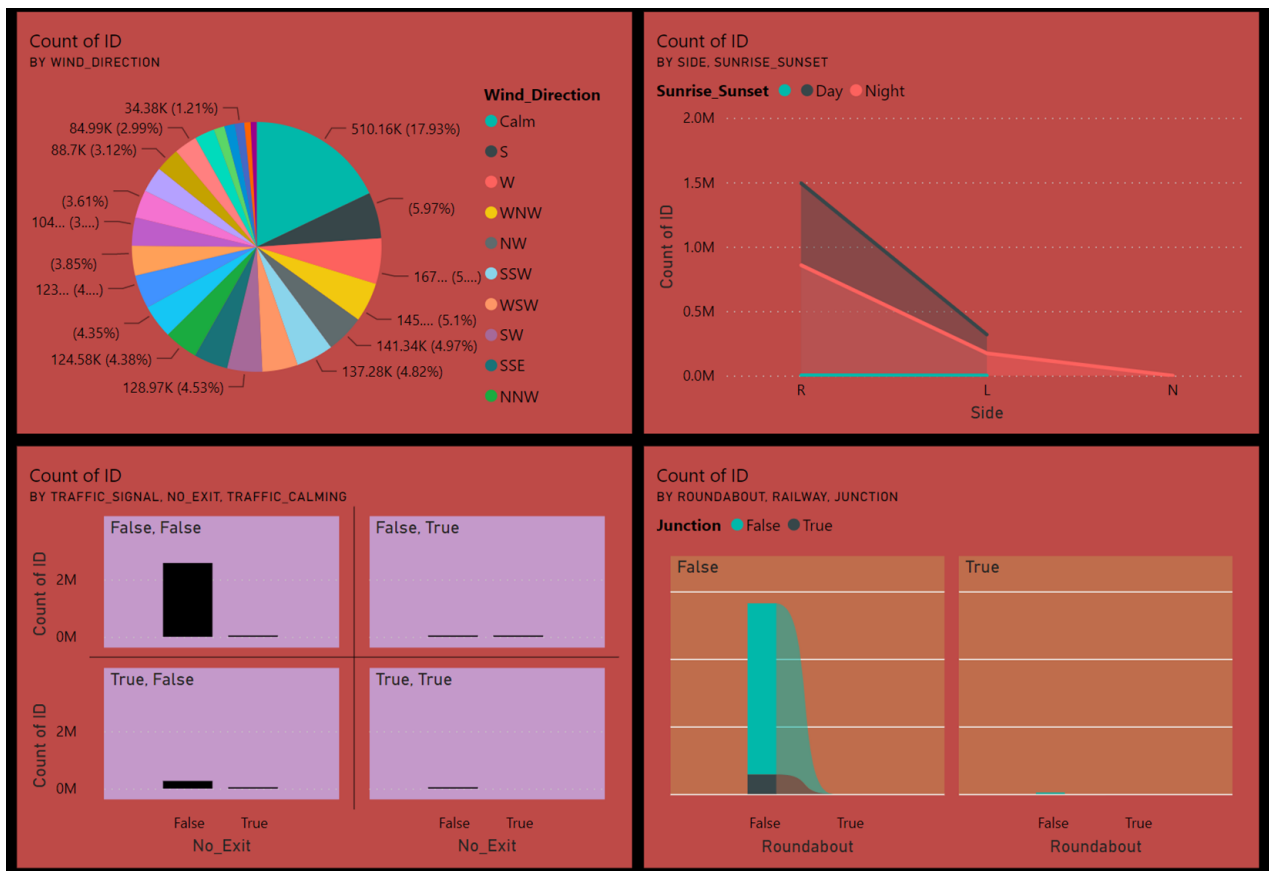 Count of ID
BY WIND_DIRECTION
Wind_Direction
Calm
S
W
WNW
NW
SSW
WSW
SW
SSE
NNW
34.38K (1.21%)
84.99K (2.99%)
88.7K (3.12%)
(3.61%)
104... (3....)
(3.85%)
123... (4....)
(4.35%)
124.58K (4.38%)
128.97K (4.53%)
510.16K (17.93%)
(5.97%)
167... (5....)
145.... (5.1%)
141.34K (4.97%)
137.28K (4.82%)
Count of ID
BY SIDE, SUNRISE_SUNSET
Sunrise_Sunset Day Night
2.0M
1.5M
1.0M
0.5M
0.0M
Count of ID
R L N
Side
Count of ID
BY TRAFFIC_SIGNAL, NO_EXIT, TRAFFIC_CALMING
False, False
False, True
Count of ID
2M
0M
True, False
True, True
Count of ID
2M
0M
False True
False True
No_Exit
No_Exit
Count of ID
BY ROUNDABOUT, RAILWAY, JUNCTION
Junction False True
False
True
False True
False True
Roundabout
Roundabout